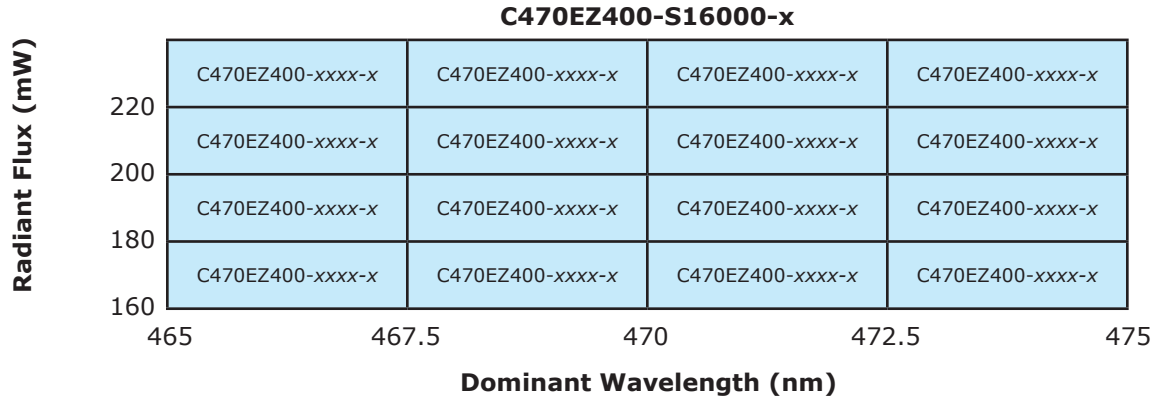 C470EZ400-S16000-x
Radiant Flux (mW)
C470EZ400-xxxx-x C470EZ400-xxxx-x C470EZ400-xxxx-x C470EZ400-xxxx-x
220
C470EZ400-xxxx-x C470EZ400-xxxx-x C470EZ400-xxxx-x C470EZ400-xxxx-x
200
C470EZ400-xxxx-x C470EZ400-xxxx-x C470EZ400-xxxx-x C470EZ400-xxxx-x
180
C470EZ400-xxxx-x C470EZ400-xxxx-x C470EZ400-xxxx-x C470EZ400-xxxx-x
160
465 467.5 470 472.5 475
Dominant Wavelength (nm)